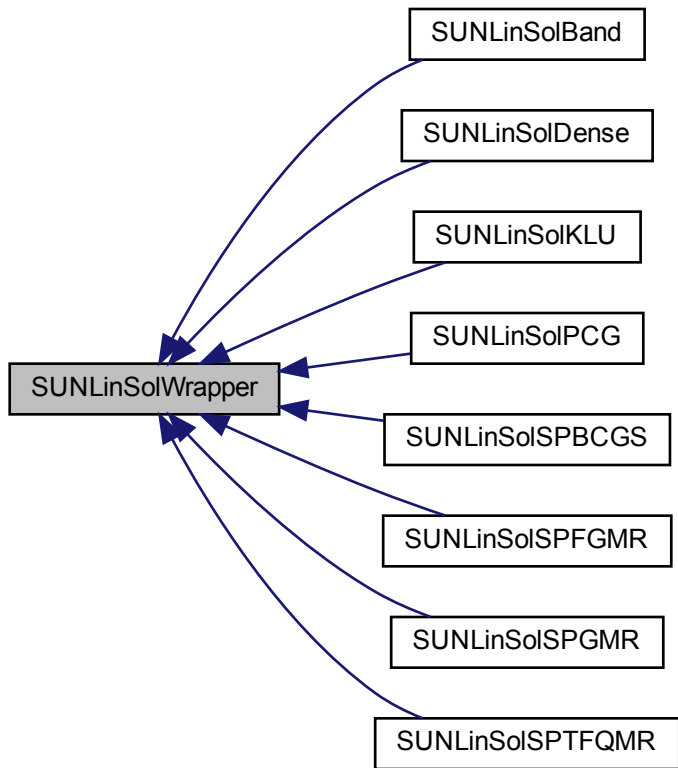 SUNLinSolBand
SUNLinSolDense
SUNLinSolKLU
SUNLinSolPCG
SUNLinSolWrapper
SUNLinSolSPBCGS
SUNLinSolSPFGMR
SUNLinSolSPGMR
SUNLinSolSPTFQMR